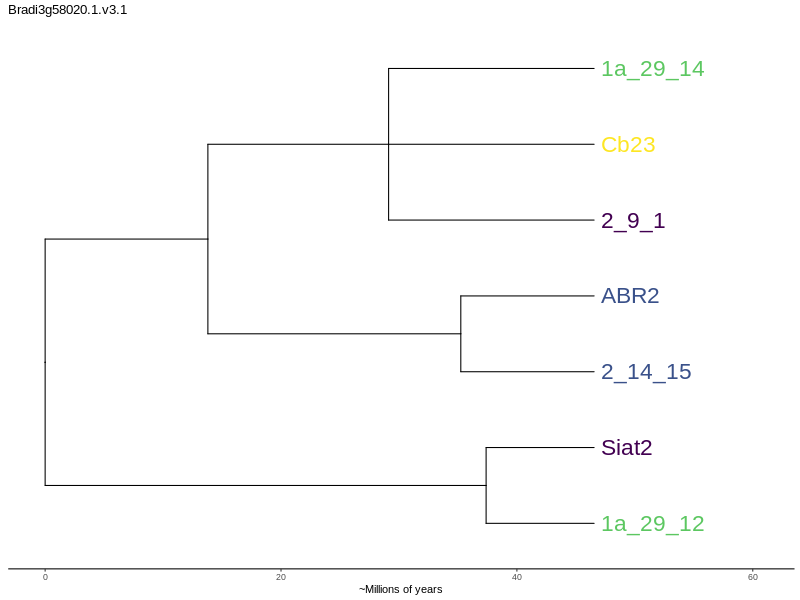 Bradi3g58020.1.v3.1
1a_29_14
Cb23
2_9_1
ABR2
2_14_15
Siat2
1a_29_12
0 20 40 60
~Millions of years